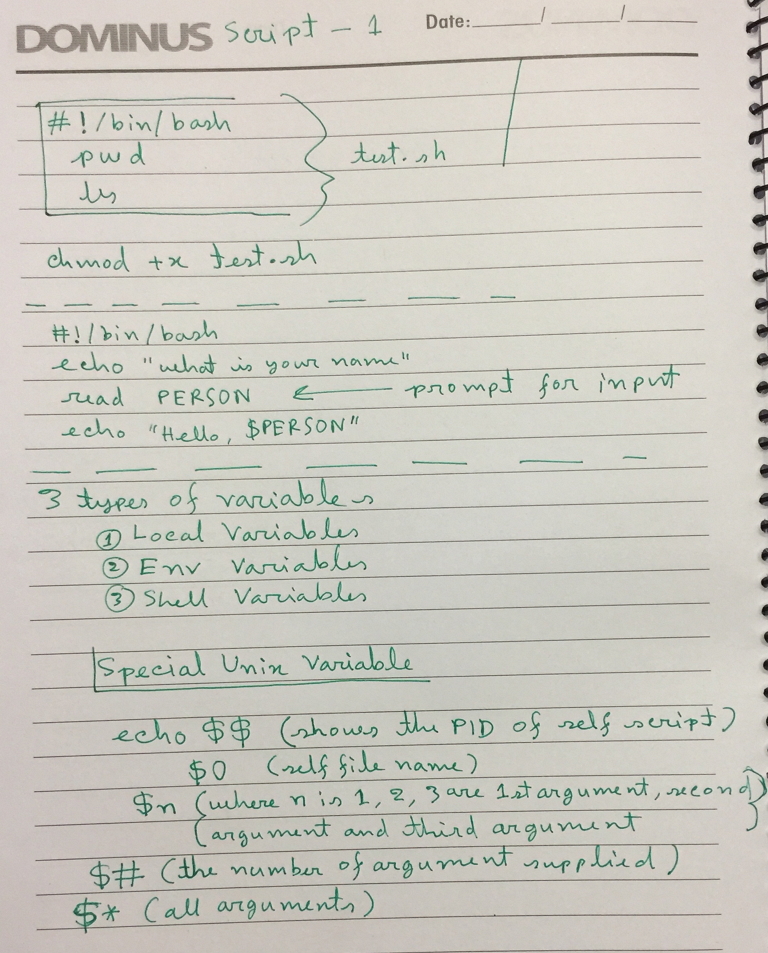 DOMINUS Script - 1 Date: / /
#!/bin/bash
pwd
ls
test.sh
chmod +x test.sh
#!/bin/bash
echo "what is your name"
read PERSON ← prompt for input
echo "Hello, $PERSON"
3 types of variables
① Local Variables
② Env Variables
③ Shell Variables
Special Unix Variable
echo $$ (shows the PID of self script)
$0 (self file name)
$n (where n is 1, 2, 3 are 1st argument, second
argument and third argument)
$# (the number of argument supplied)
$* (all arguments)